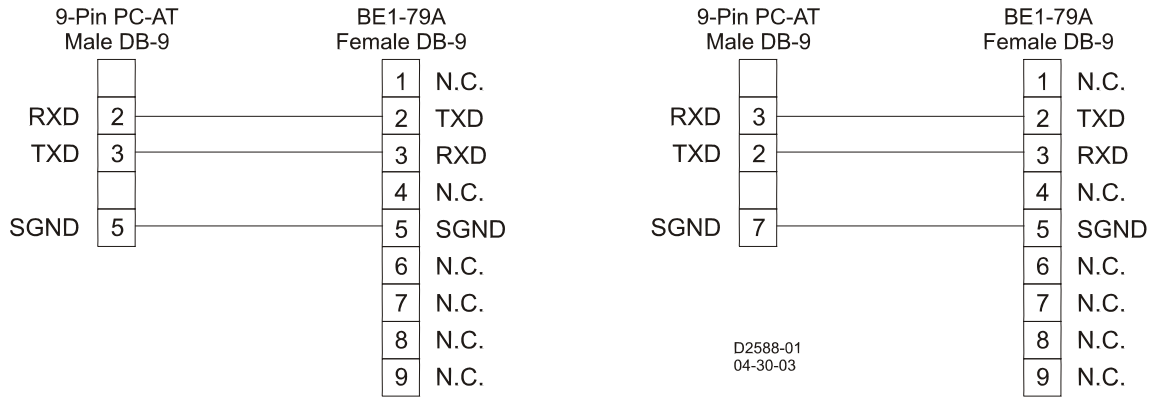 9-Pin PC-AT
Male DB-9
BE1-79A
Female DB-9
1 N.C.
RXD 2 2 TXD
TXD 3 3 RXD
4 N.C.
SGND 5 5 SGND
6 N.C.
7 N.C.
8 N.C.
9 N.C.
9-Pin PC-AT
Male DB-9
BE1-79A
Female DB-9
1 N.C.
RXD 3 2 TXD
TXD 2 3 RXD
4 N.C.
SGND 7 5 SGND
6 N.C.
7 N.C.
8 N.C.
9 N.C.
D2588-01
04-30-03